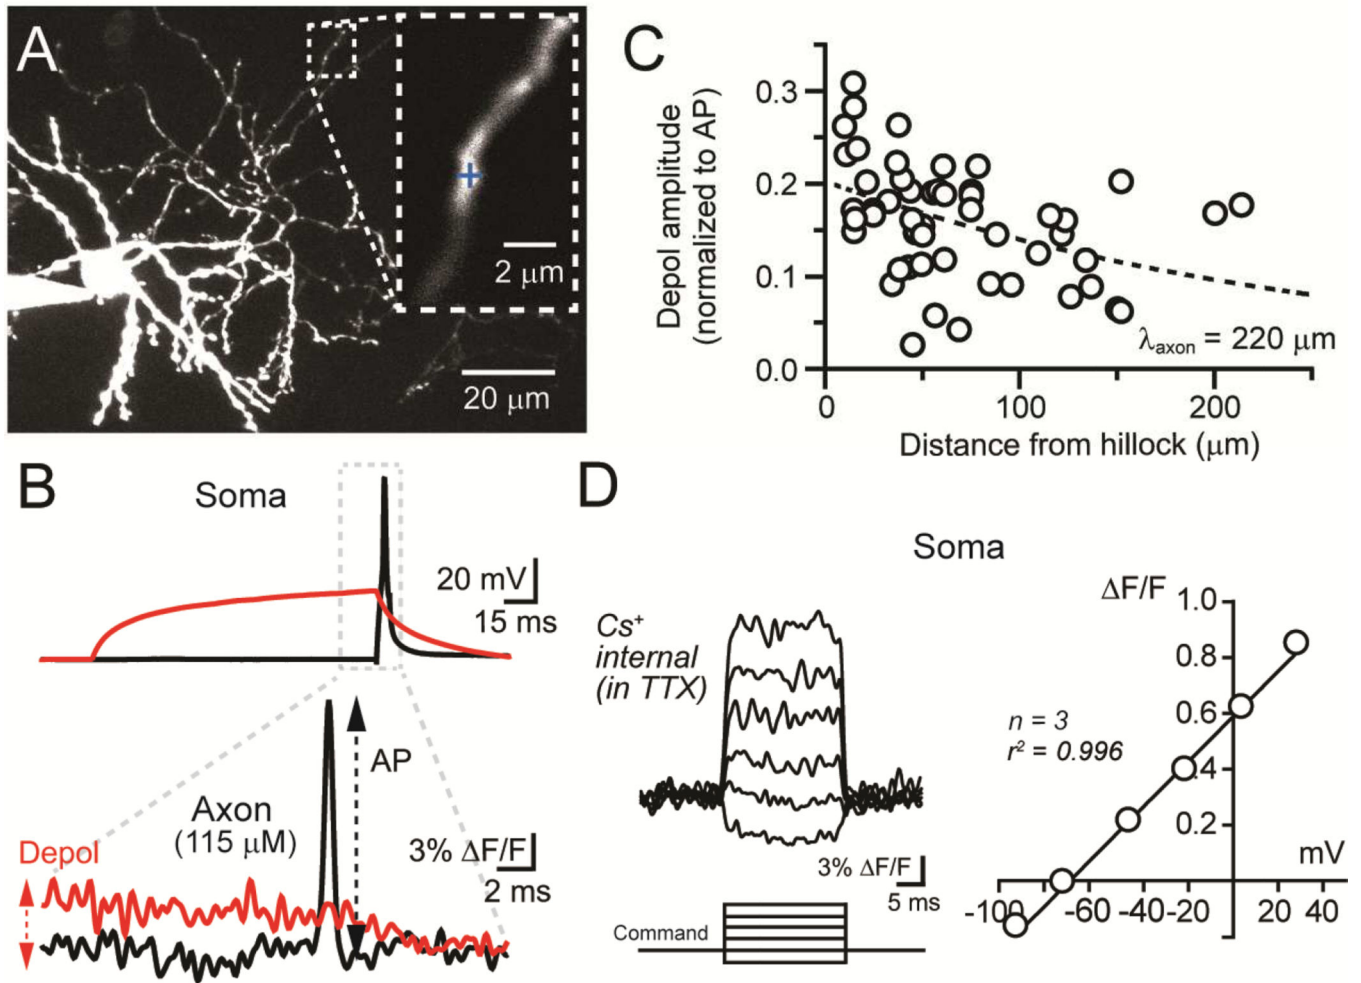 A
2 μm
20 μm
C
Depol amplitude
(normalized to AP)
0.3
0.2
0.1
0.0
λaxon = 220 μm
0
100
200
Distance from hillock (μm)
B
Soma
20 mV
15 ms
AP
Axon
(115 μM)
Depol
3% ΔF/F
2 ms
D
Soma
Cs+
internal
(in TTX)
3% ΔF/F
5 ms
Command
ΔF/F
1.0
0.8
0.6
0.4
0.2
n = 3
r² = 0.996
mV
-100 -60 -40 -20 20 40